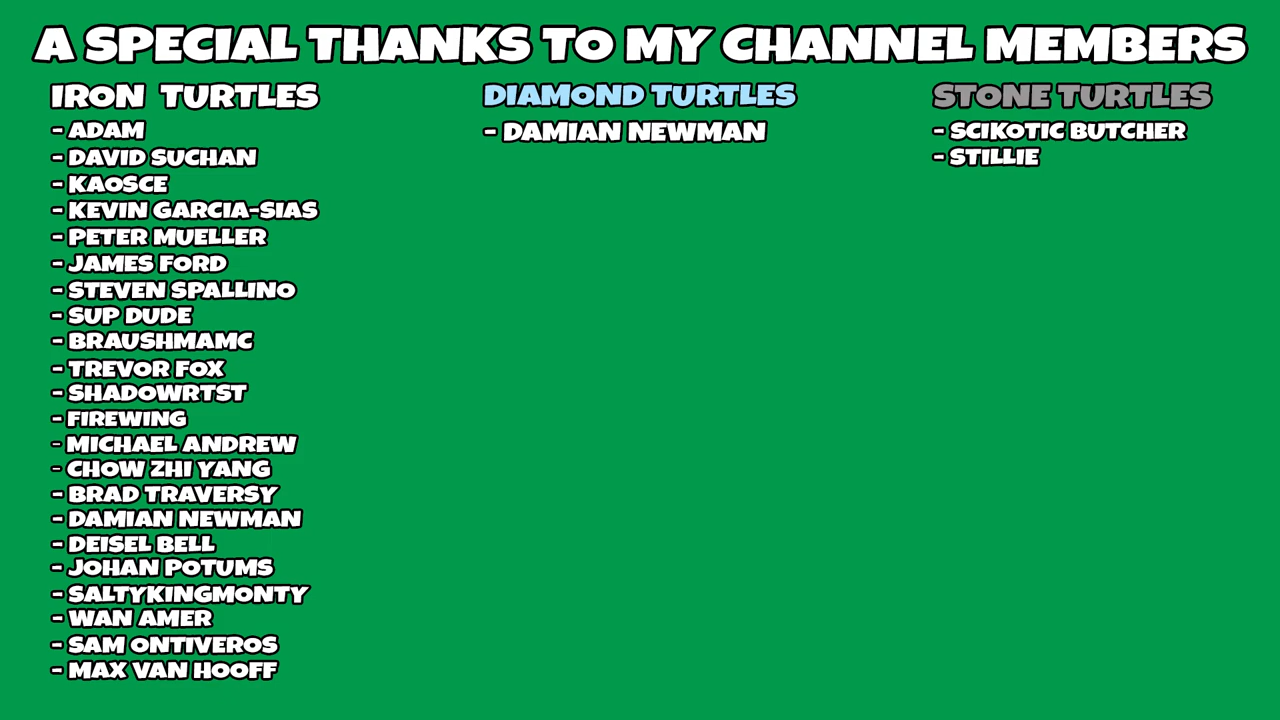 A SPECIAL THANKS TO MY CHANNEL MEMBERS
IRON TURTLES
- ADAM
- DAVID SUCHAN
- KAOSCE
- KEVIN GARCIA-SIAS
- PETER MUELLER
- JAMES FORD
- STEVEN SPALLINO
- SUP DUDE
- BRAUSHMAMC
- TREVOR FOX
- SHADOWRTST
- FIREWING
- MICHAEL ANDREW
- CHOW ZHI YANG
- BRAD TRAVERSY
- DAMIAN NEWMAN
- DEISEL BELL
- JOHAN POTUMS
- SALTYKINGMONTY
- WAN AMER
- SAM ONTIVEROS
- MAX VAN HOOFF
DIAMOND TURTLES
- DAMIAN NEWMAN
STONE TURTLES
- SCIKOTIC BUTCHER
- STILLIE